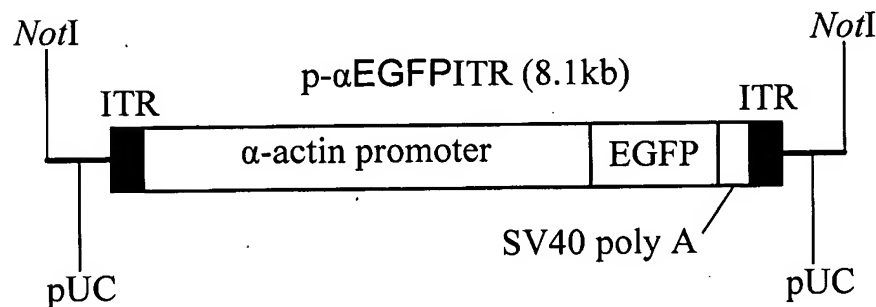 NotI
NotI
p-αEGFPITR (8.1kb)
ITR
ITR
α-actin promoter
EGFP
SV40 poly A
pUC
pUC